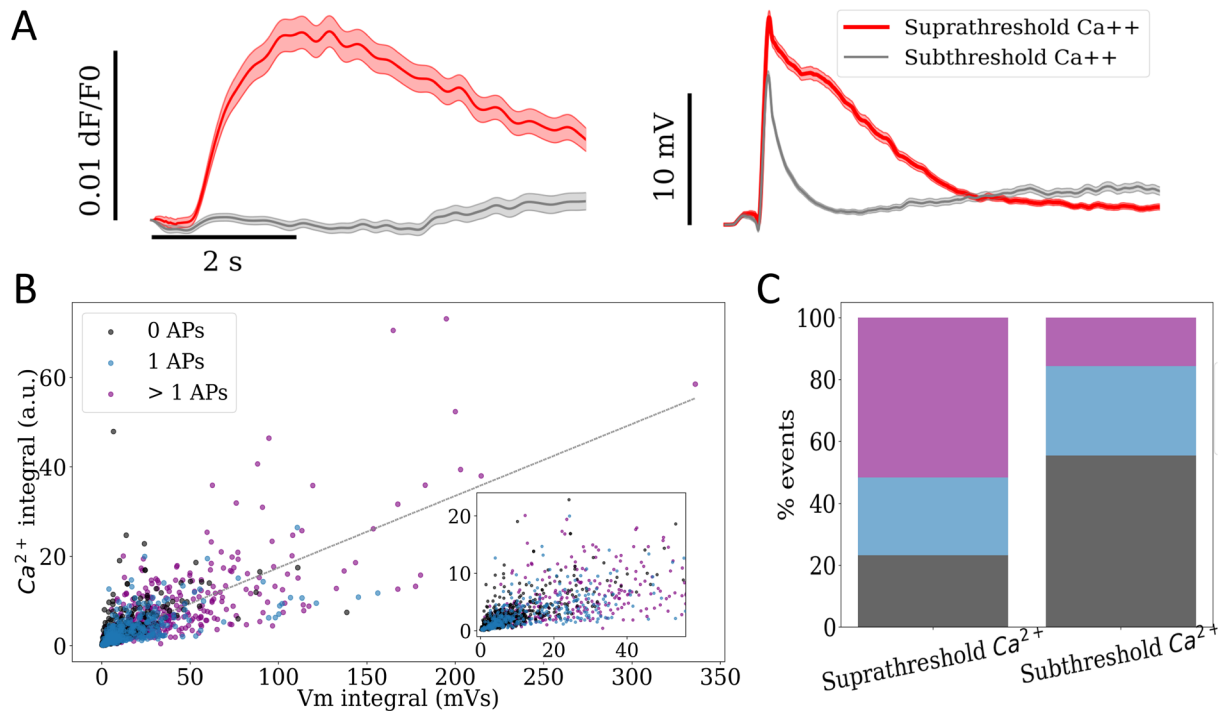 A
0.01 dF/F0
2 s
10 mV
Suprathreshold Ca++
Subthreshold Ca++
B
0 APs
1 APs
> 1 APs
Ca²⁺ integral (a.u.)
60
40
20
0
0 50 100 150 200 250 300 350
Vm integral (mVs)
20
10
0
0 20 40
C
% events
100
80
60
40
20
0
Suprathreshold Ca²⁺
Subthreshold Ca²⁺